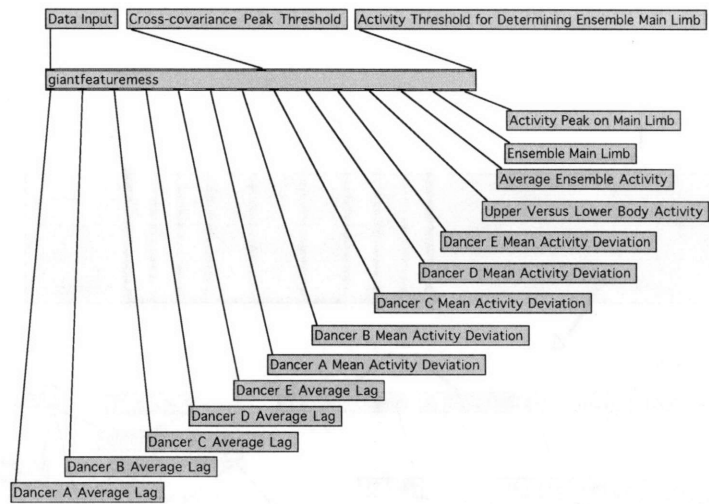 Data Input
Cross-covariance Peak Threshold
Activity Threshold for Determining Ensemble Main Limb
giantfeaturemess
Activity Peak on Main Limb
Ensemble Main Limb
Average Ensemble Activity
Upper Versus Lower Body Activity
Dancer E Mean Activity Deviation
Dancer D Mean Activity Deviation
Dancer C Mean Activity Deviation
Dancer B Mean Activity Deviation
Dancer A Mean Activity Deviation
Dancer E Average Lag
Dancer D Average Lag
Dancer C Average Lag
Dancer B Average Lag
Dancer A Average Lag